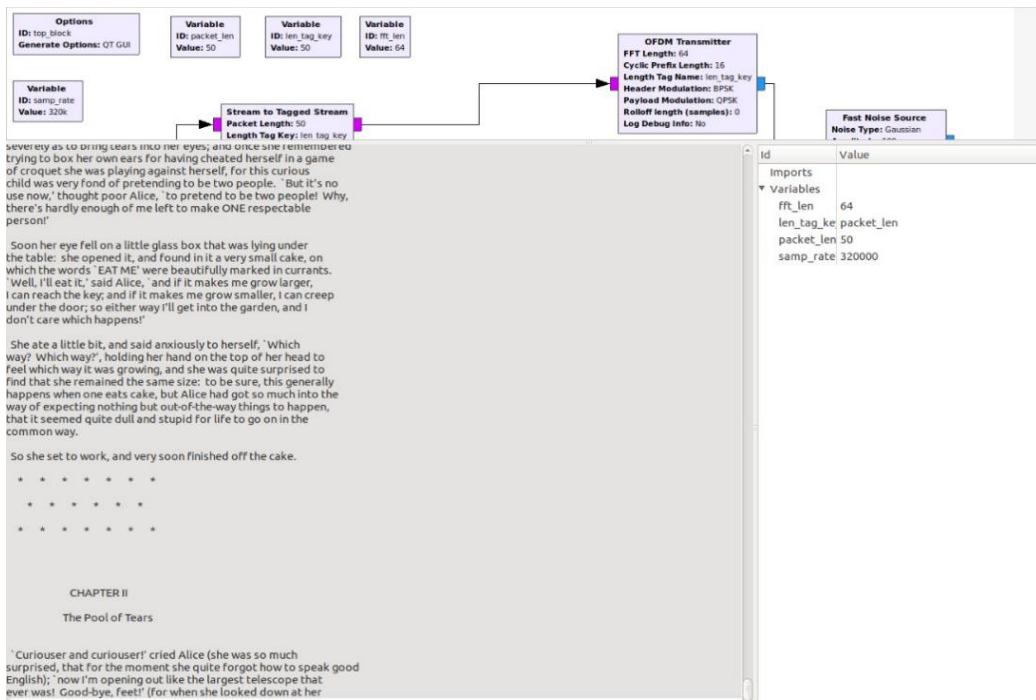 Options
ID: top_block
Generate Options: QT GUI
Variable
ID: packet_len
Value: 50
Variable
ID: len_tag_key
Value: 50
Variable
ID: fft_len
Value: 64
Variable
ID: samp_rate
Value: 320k
Stream to Tagged Stream
Packet Length: 50
Length Tag Key: len_tag_key
OFDM Transmitter
FFT Length: 64
Cyclic Prefix Length: 16
Length Tag Name: len_tag_key
Header Modulation: BPSK
Payload Modulation: QPSK
Rolloff length (samples): 0
Log Debug Info: No
Fast Noise Source
Noise Type: Gaussian
severely as to bring tears into her eyes; and once she remembered
trying to box her own ears for having cheated herself in a game
of croquet she was playing against herself, for this curious
child was very fond of pretending to be two people. `But it's no
use now,' thought poor Alice, `to pretend to be two people! Why,
there's hardly enough of me left to make ONE respectable
person!'
Soon her eye fell on a little glass box that was lying under
the table: she opened it, and found in it a very small cake, on
which the words `EAT ME' were beautifully marked in currants.
`Well, I'll eat it,' said Alice, `and if it makes me grow larger,
I can reach the key; and if it makes me grow smaller, I can creep
under the door; so either way I'll get into the garden, and I
don't care which happens!'
She ate a little bit, and said anxiously to herself, `Which
way? Which way?', holding her hand on the top of her head to
feel which way it was growing, and she was quite surprised to
find that she remained the same size: to be sure, this generally
happens when one eats cake, but Alice had got so much into the
way of expecting nothing but out-of-the-way things to happen,
that it seemed quite dull and stupid for life to go on in the
common way.
So she set to work, and very soon finished off the cake.
* * * * * * *
* * * * * *
* * * * * * *
CHAPTER II
The Pool of Tears
`Curiouser and curiouser!' cried Alice (she was so much
surprised, that for the moment she quite forgot how to speak good
English); `now I'm opening out like the largest telescope that
ever was! Good-bye, feet!' (for when she looked down at her
Id Value
Imports
Variables
fft_len 64
len_tag_ke packet_len
packet_len 50
samp_rate 320000